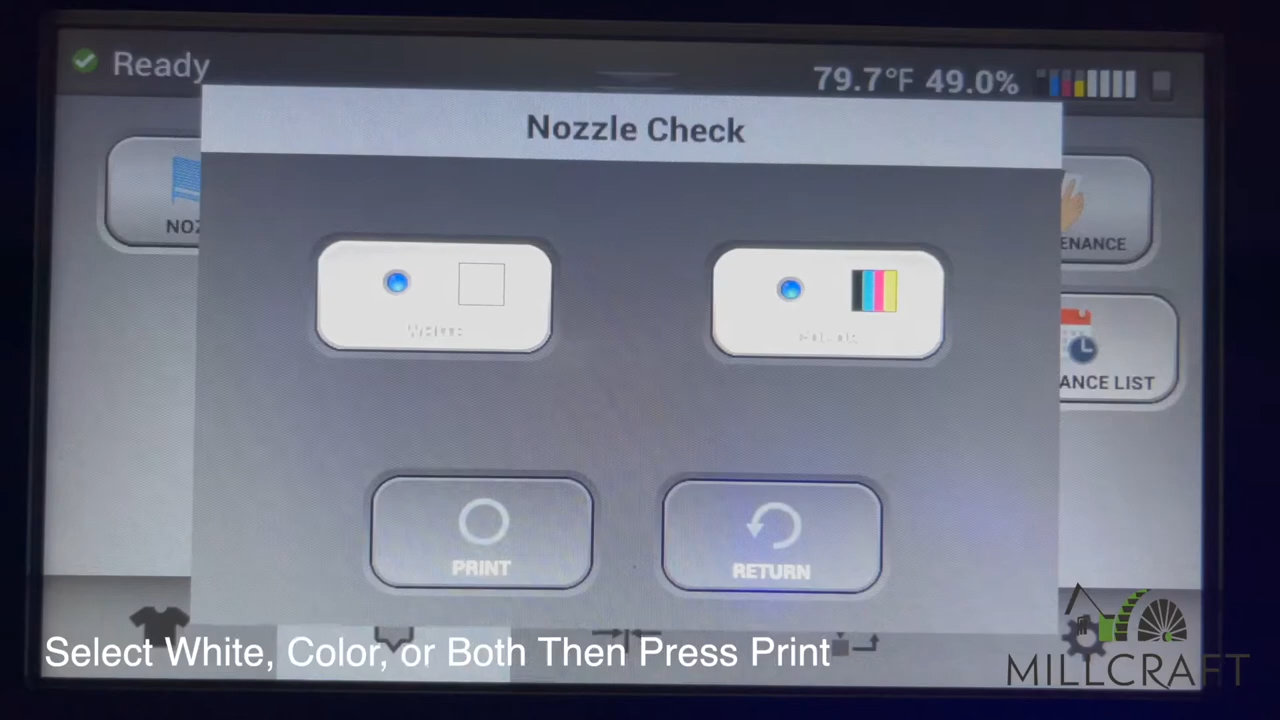 Ready
79.7°F 49.0%
Nozzle Check
NOZ
ENANCE
ANCE LIST
PRINT
RETURN
Select White, Color, or Both Then Press Print
MILLCRAFT